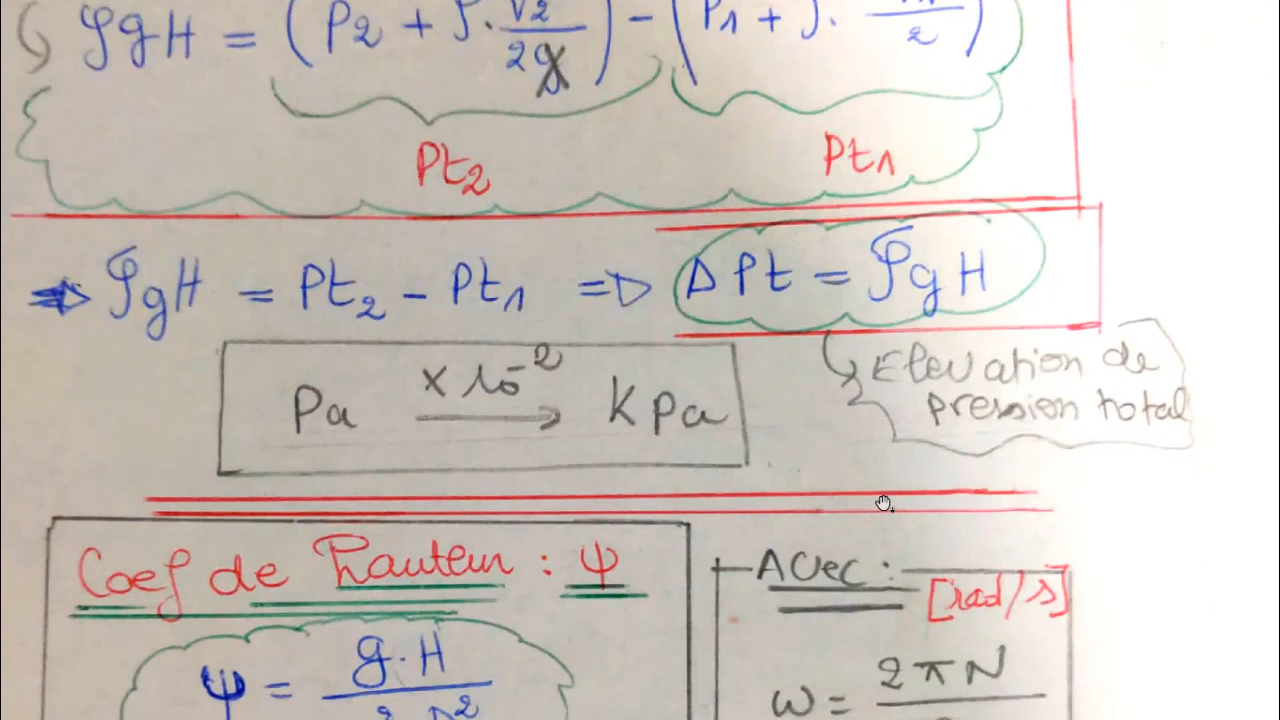 ρgH = (P2 + ρ. V2/2g) - (P1 + ρ. /2)
Pt2 Pt1
⇒ ρgH = Pt2 - Pt1 ⇒ ΔPt = ρgH
Elevation de
pression total
Pa ×10^-2 → Kpa
Coef de hauteur : Ψ
Ψ = g.H
Avec :
[rad/s]
ω = 2πN